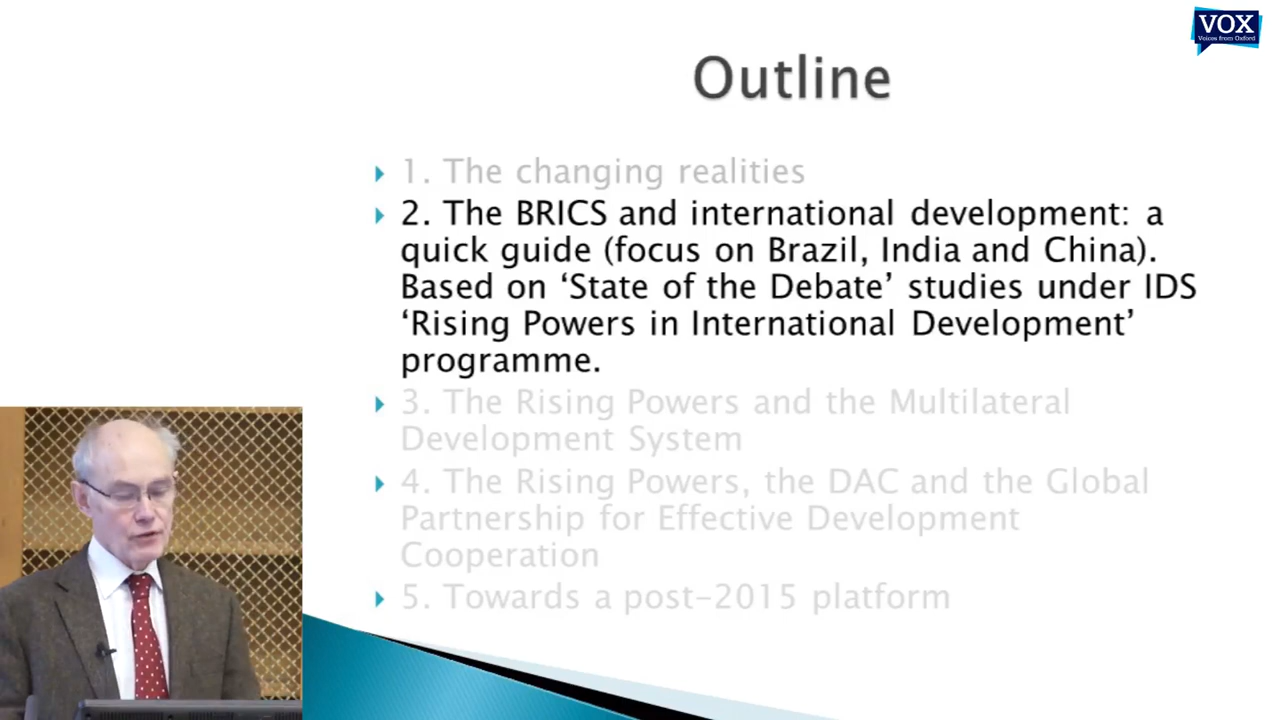 VOX
Voices from Oxford
Outline
1. The changing realities
2. The BRICS and international development: a
quick guide (focus on Brazil, India and China).
Based on ‘State of the Debate’ studies under IDS
‘Rising Powers in International Development’
programme.
3. The Rising Powers and the Multilateral
Development System
4. The Rising Powers, the DAC and the Global
Partnership for Effective Development
Cooperation
5. Towards a post-2015 platform